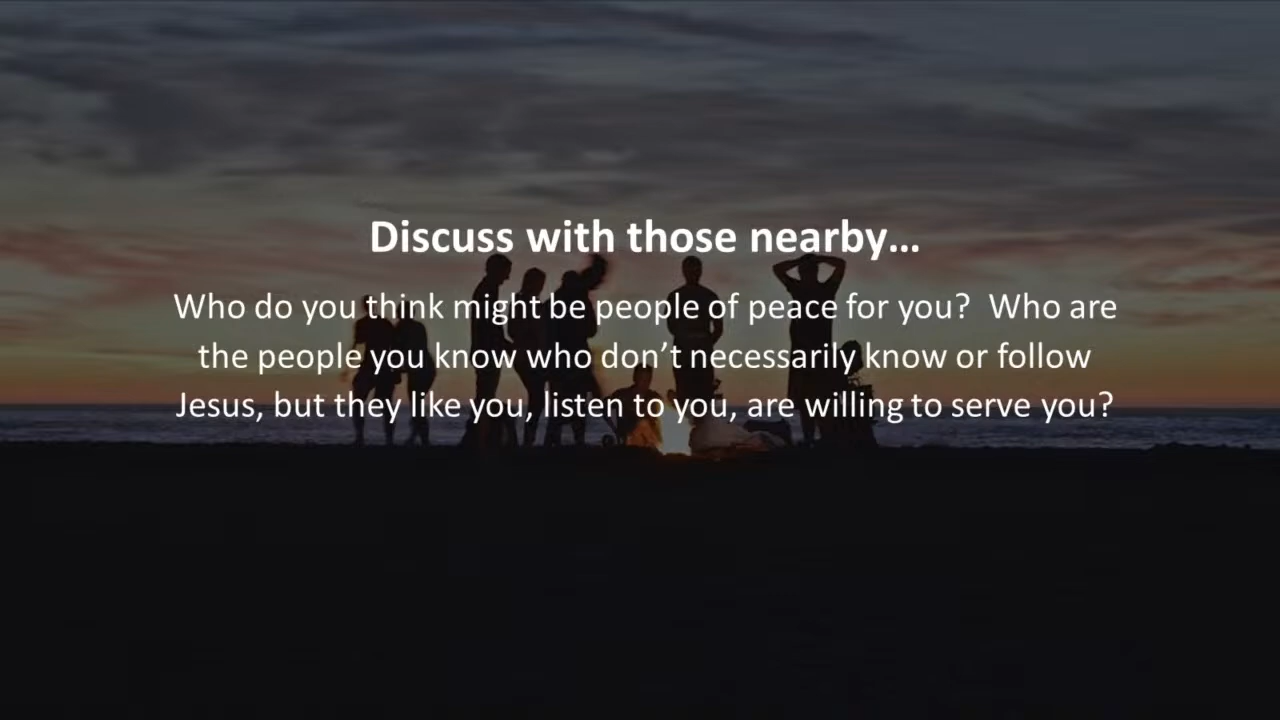 Discuss with those nearby…
Who do you think might be people of peace for you?  Who are
the people you know who don’t necessarily know or follow
Jesus, but they like you, listen to you, are willing to serve you?